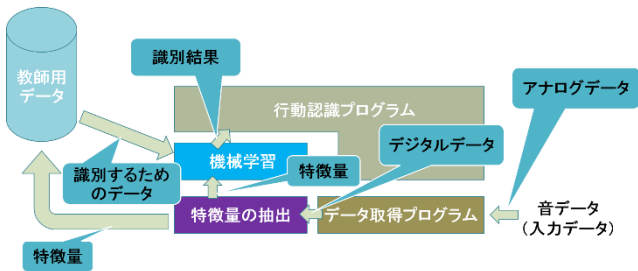 教師用
データ
識別結果
行動認識プログラム
アナログデータ
機械学習
デジタルデータ
識別するため
のデータ
特徴量
特徴量の抽出
データ取得プログラム
音データ
(入力データ)
特徴量